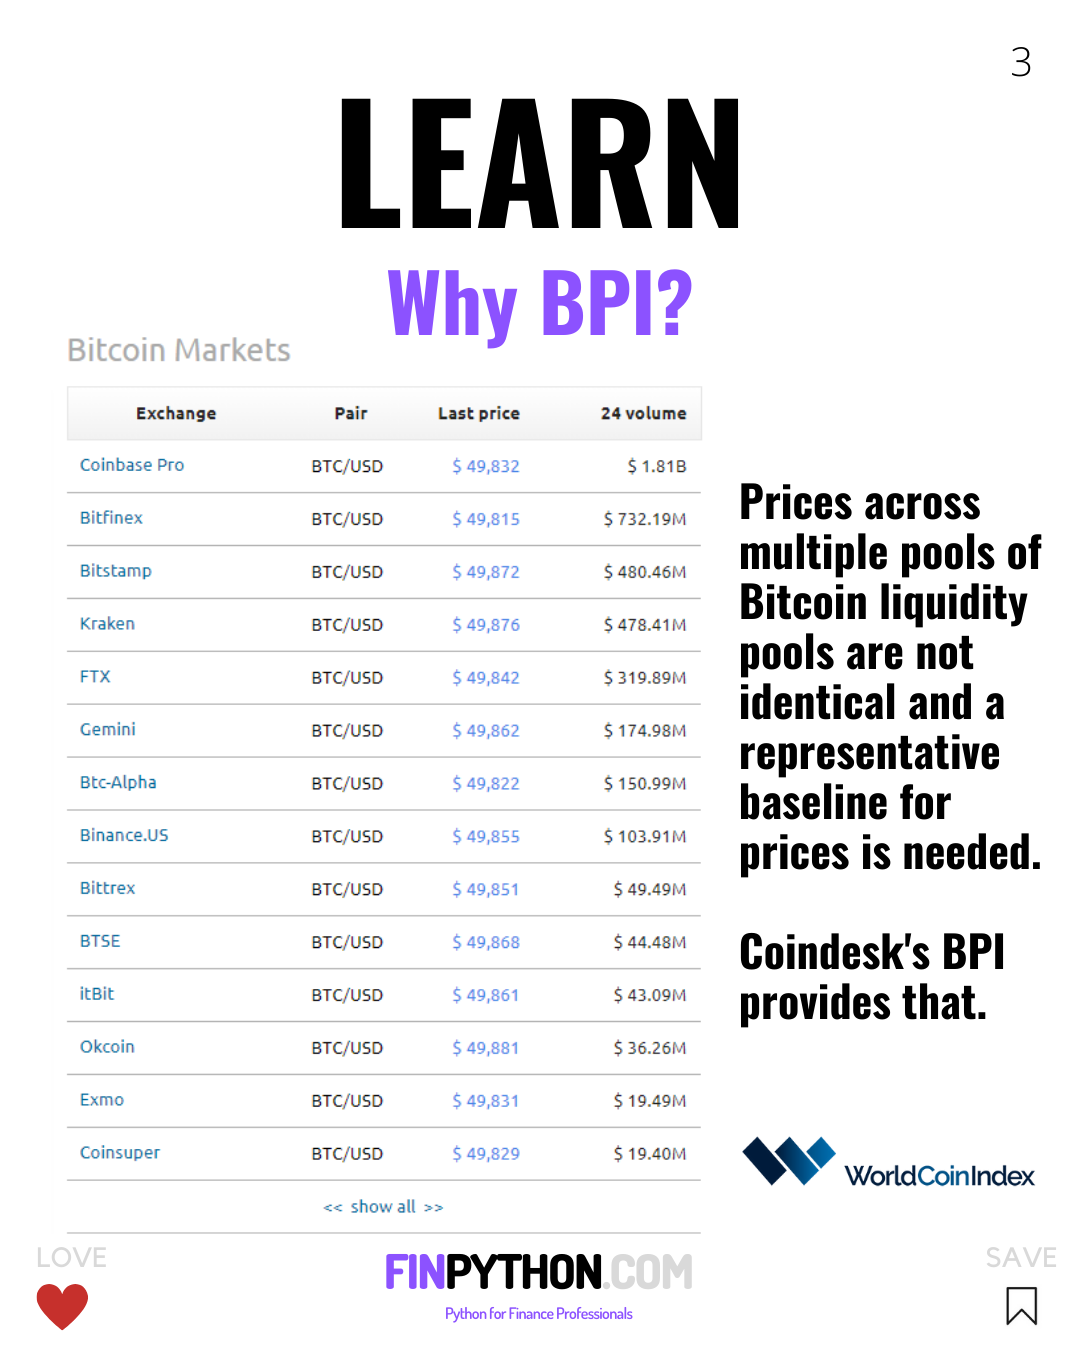 3
LEARN
Why BPI?
Bitcoin Markets
Exchange Pair Last price 24 volume
Coinbase Pro BTC/USD $ 49,832 $ 1.81B
Bitfinex BTC/USD $ 49,815 $ 732.19M
Bitstamp BTC/USD $ 49,872 $ 480.46M
Kraken BTC/USD $ 49,876 $ 478.41M
FTX BTC/USD $ 49,842 $ 319.89M
Gemini BTC/USD $ 49,862 $ 174.98M
Btc-Alpha BTC/USD $ 49,822 $ 150.99M
Binance.US BTC/USD $ 49,855 $ 103.91M
Bittrex BTC/USD $ 49,851 $ 49.49M
BTSE BTC/USD $ 49,868 $ 44.48M
itBit BTC/USD $ 49,861 $ 43.09M
Okcoin BTC/USD $ 49,881 $ 36.26M
Exmo BTC/USD $ 49,831 $ 19.49M
Coinsuper BTC/USD $ 49,829 $ 19.40M
<< show all >>
Prices across
multiple pools of
Bitcoin liquidity
pools are not
identical and a
representative
baseline for
prices is needed.
Coindesk's BPI
provides that.
WorldCoinIndex
LOVE
FINPYTHON.COM
Python for Finance Professionals
SAVE